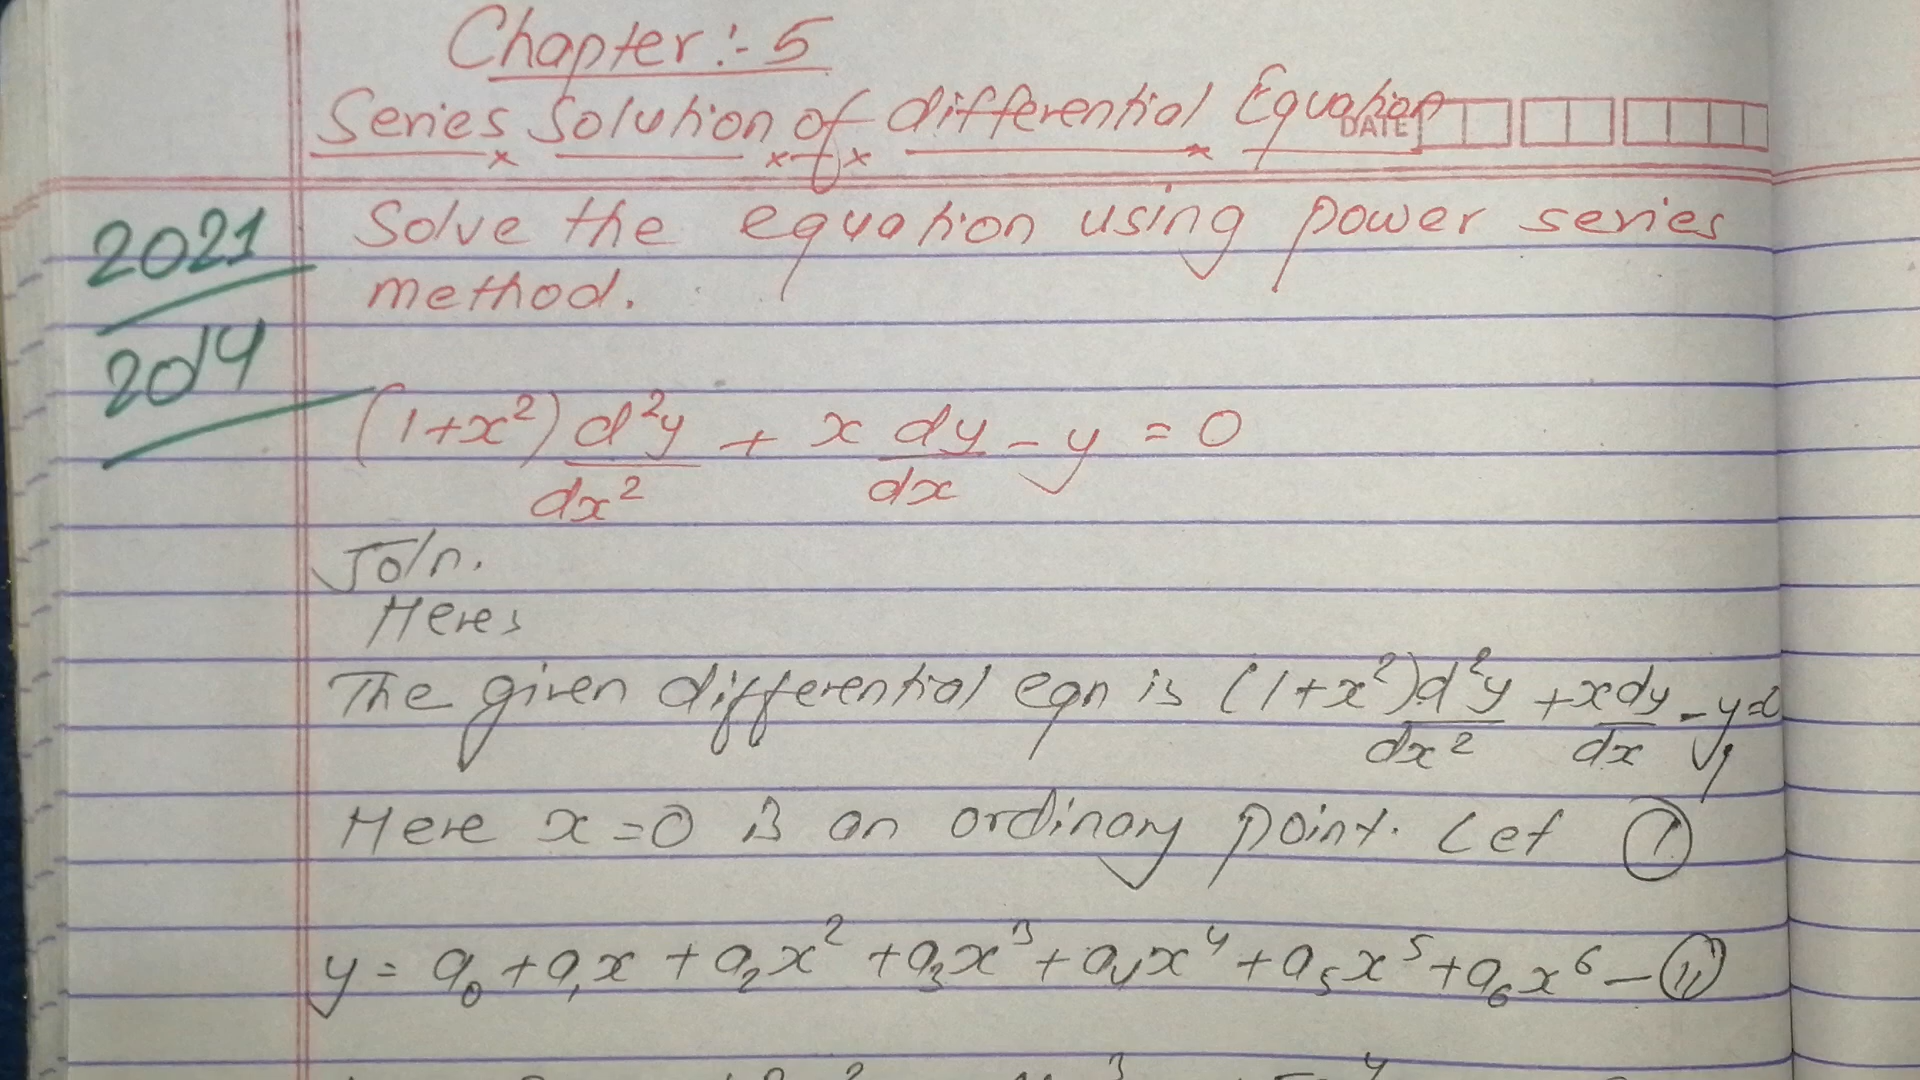 Chapter:- 5
Series Solution of differential Equation
DATE
2021
Solve the equation using power series
method.
2014
(1+x²) d²y/dx² + x dy/dx - y = 0
Soln.
Here,
The given differential eqn is (1+x²) d²y/dx² + x dy/dx - y=0
Here x=0 is an ordinary point. Let (I)
y = a₀ + a₁x + a₂x² + a₃x³ + a₄x⁴ + a₅x⁵ + a₆x⁶ — (II)